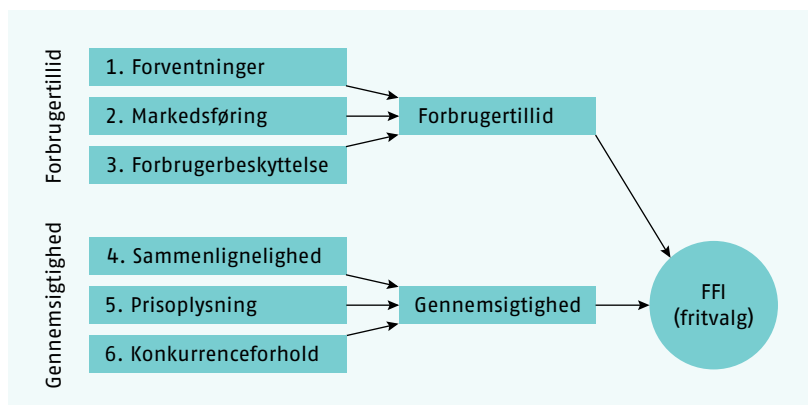 Forbrugertillid
1. Forventninger
2. Markedsføring
3. Forbrugerbeskyttelse
Forbrugertillid
Gennemsigtighed
4. Sammenlignelighed
5. Prisoplysning
6. Konkurrenceforhold
Gennemsigtighed
FFI
(fritvalg)